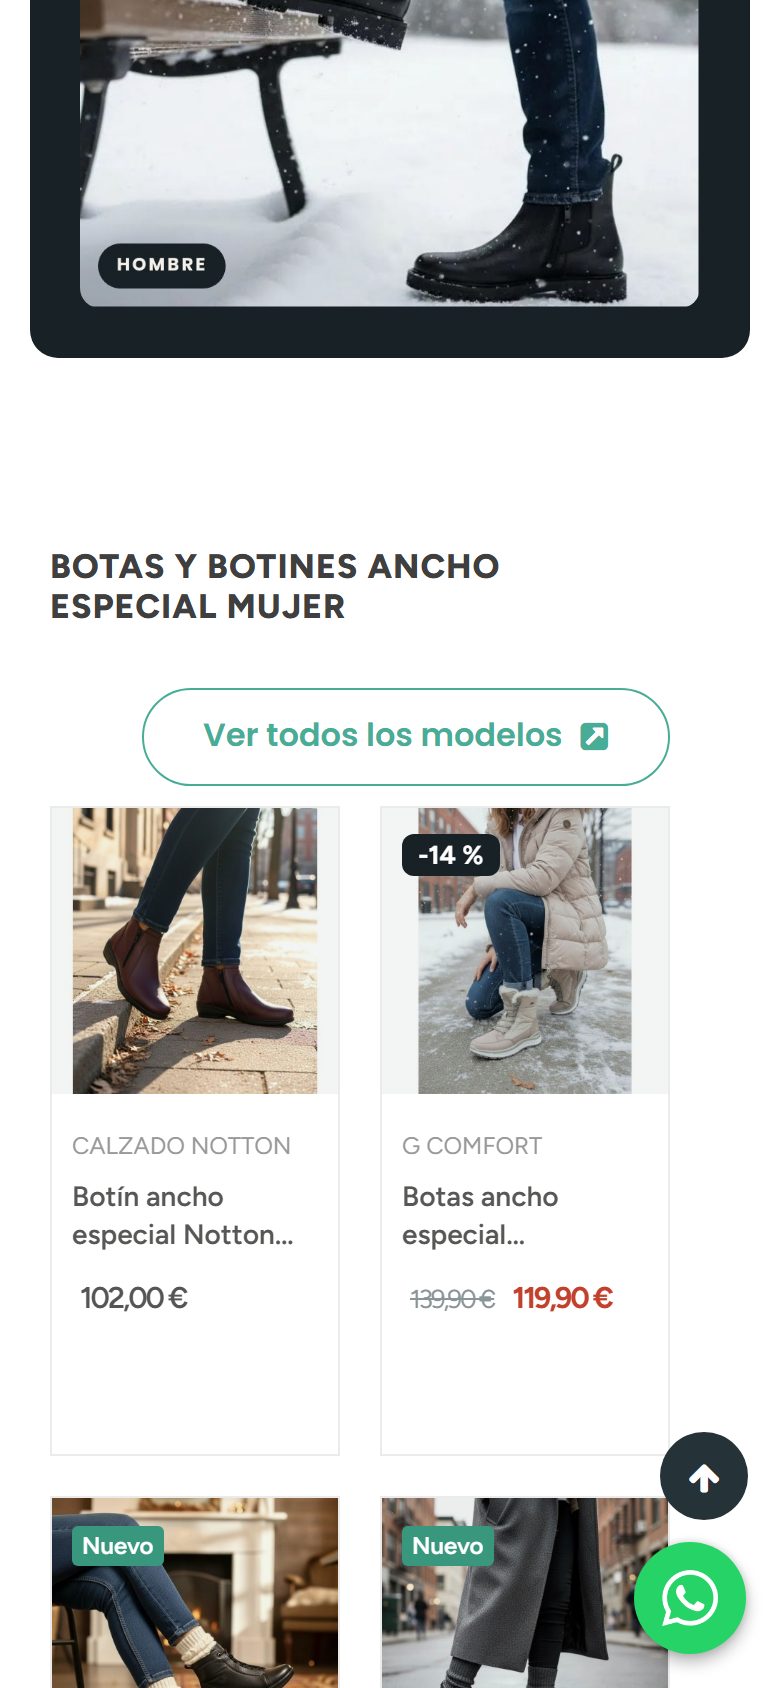 HOMBRE
BOTAS Y BOTINES ANCHO
ESPECIAL MUJER
Ver todos los modelos
-14 %
CALZADO NOTTON
Botín ancho
especial Notton...
102,00 €
G COMFORT
Botas ancho
especial...
139,90 € 119,90 €
Nuevo
Nuevo